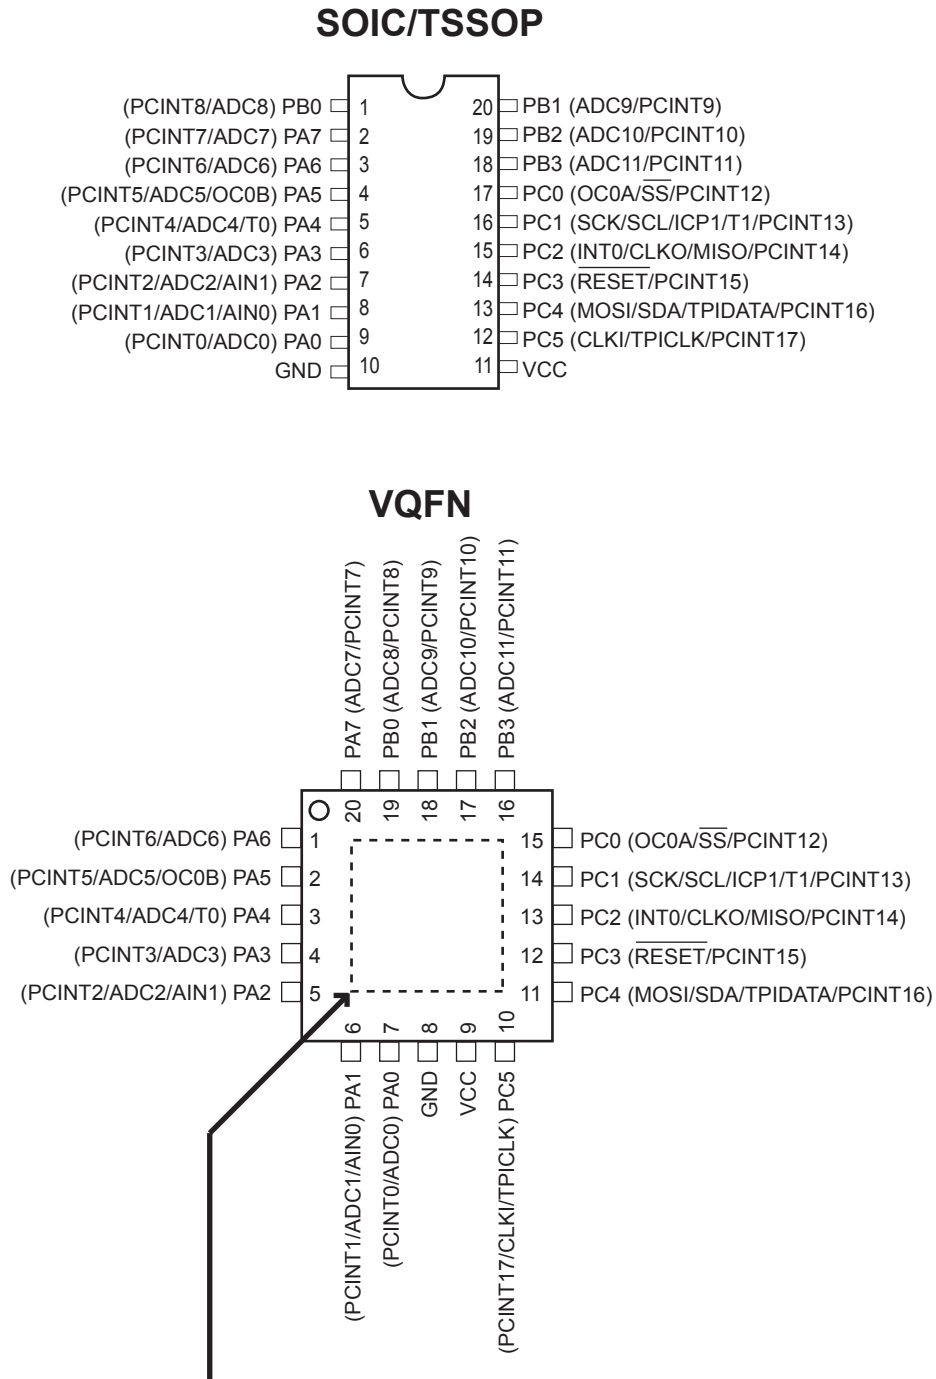 SOIC/TSSOP
(PCINT8/ADC8) PB0 1 20 PB1 (ADC9/PCINT9)
(PCINT7/ADC7) PA7 2 19 PB2 (ADC10/PCINT10)
(PCINT6/ADC6) PA6 3 18 PB3 (ADC11/PCINT11)
(PCINT5/ADC5/OC0B) PA5 4 17 PC0 (OC0A/SS/PCINT12)
(PCINT4/ADC4/T0) PA4 5 16 PC1 (SCK/SCL/ICP1/T1/PCINT13)
(PCINT3/ADC3) PA3 6 15 PC2 (INT0/CLKO/MISO/PCINT14)
(PCINT2/ADC2/AIN1) PA2 7 14 PC3 (RESET/PCINT15)
(PCINT1/ADC1/AIN0) PA1 8 13 PC4 (MOSI/SDA/TPIDATA/PCINT16)
(PCINT0/ADC0) PA0 9 12 PC5 (CLKI/TPICLK/PCINT17)
GND 10 11 VCC
VQFN
PA7 (ADC7/PCINT7)
PB0 (ADC8/PCINT8)
PB1 (ADC9/PCINT9)
PB2 (ADC10/PCINT10)
PB3 (ADC11/PCINT11)
20 19 18 17 16
(PCINT6/ADC6) PA6 1 15 PC0 (OC0A/SS/PCINT12)
(PCINT5/ADC5/OC0B) PA5 2 14 PC1 (SCK/SCL/ICP1/T1/PCINT13)
(PCINT4/ADC4/T0) PA4 3 13 PC2 (INT0/CLKO/MISO/PCINT14)
(PCINT3/ADC3) PA3 4 12 PC3 (RESET/PCINT15)
(PCINT2/ADC2/AIN1) PA2 5 11 PC4 (MOSI/SDA/TPIDATA/PCINT16)
6 7 8 9 10
(PCINT1/ADC1/AIN0) PA1
(PCINT0/ADC0) PA0
GND
VCC
(PCINT17/CLKI/TPICLK) PC5